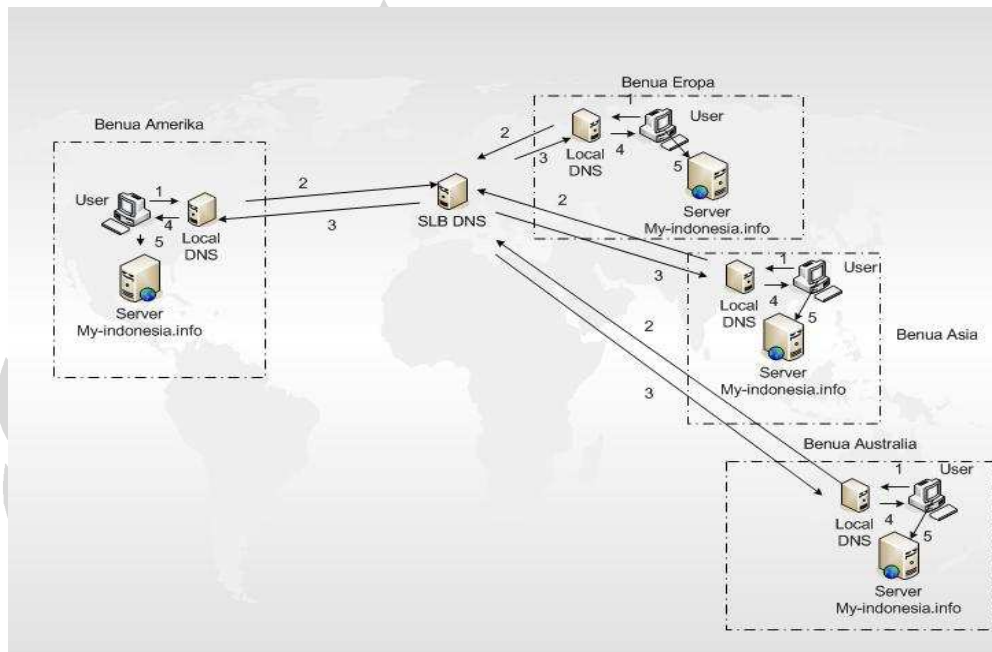 Benua Amerika
User
1
4
5
Local
DNS
Server
My-indonesia.info
2
3
SLB DNS
Benua Eropa
2
3
1
4
5
Local
DNS
User
Server
My-indonesia.info
2
3
1
4
5
Local
DNS
User
Server
My-indonesia.info
Benua Asia
2
3
Benua Australia
1
4
5
Local
DNS
User
Server
My-indonesia.info